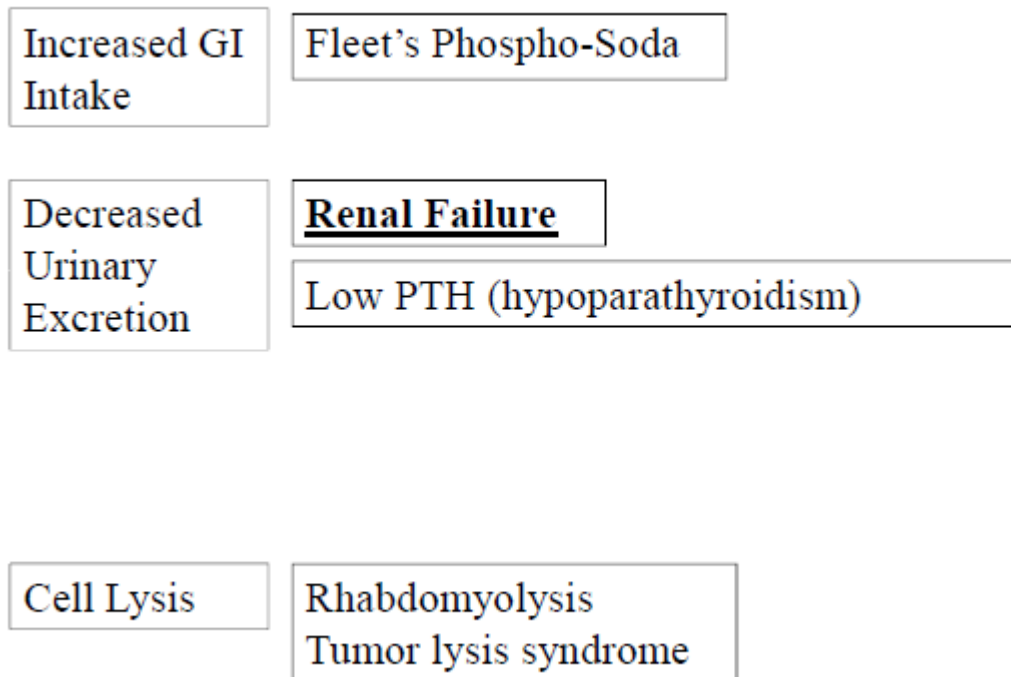 Increased GI
Intake
Fleet's Phospho-Soda
Decreased
Urinary
Excretion
Renal Failure
Low PTH (hypoparathyroidism)
Cell Lysis
Rhabdomyolysis
Tumor lysis syndrome